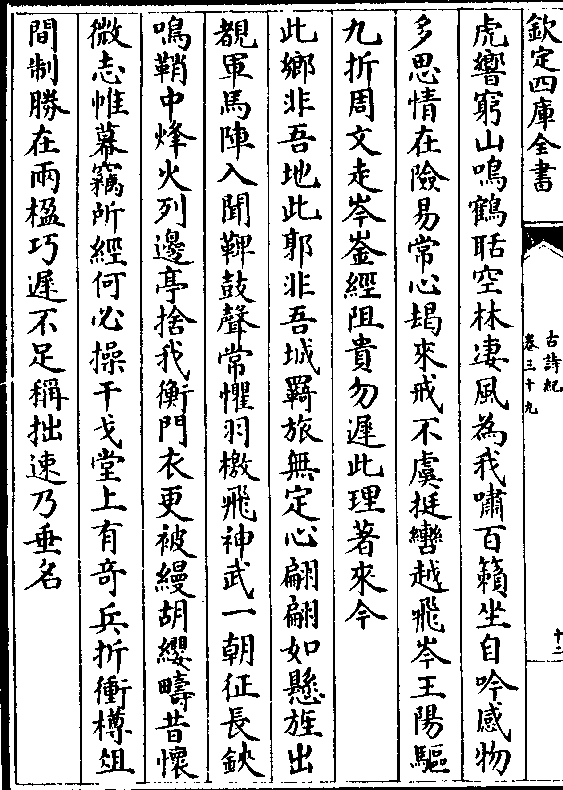 欽定四庫全書
古詩紀
卷三十九
十二
虎響窮山鳴鶴聒空林凄風為我嘯百籟坐自吟感物
多思情在險易常心朅來戒不虞挺轡越飛岑王陽驅
九折周文走岑崟經阻貴勿遲此理著來今
此鄉非吾地此郭非吾城羇旅無定心翩翩如懸旌出
覩軍馬陣入聞鞞鼓聲常懼羽檄飛神武一朝征長鋏
鳴鞘中烽火列邊亭捨我衡門衣更被縵胡纓疇昔懷
微志帷幕竊所經何必操干戈堂上有奇兵折衝樽俎
間制勝在兩楹巧遲不足稱拙速乃垂名